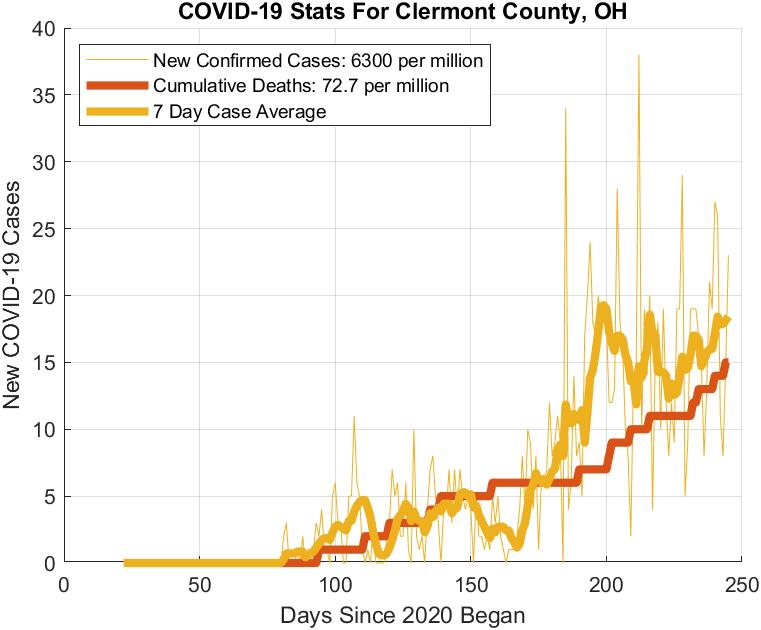 COVID-19 Stats For Clermont County, OH
New Confirmed Cases: 6300 per million
Cumulative Deaths: 72.7 per million
7 Day Case Average
New COVID-19 Cases
40
35
30
25
20
15
10
5
0
0 50 100 150 200 250
Days Since 2020 Began